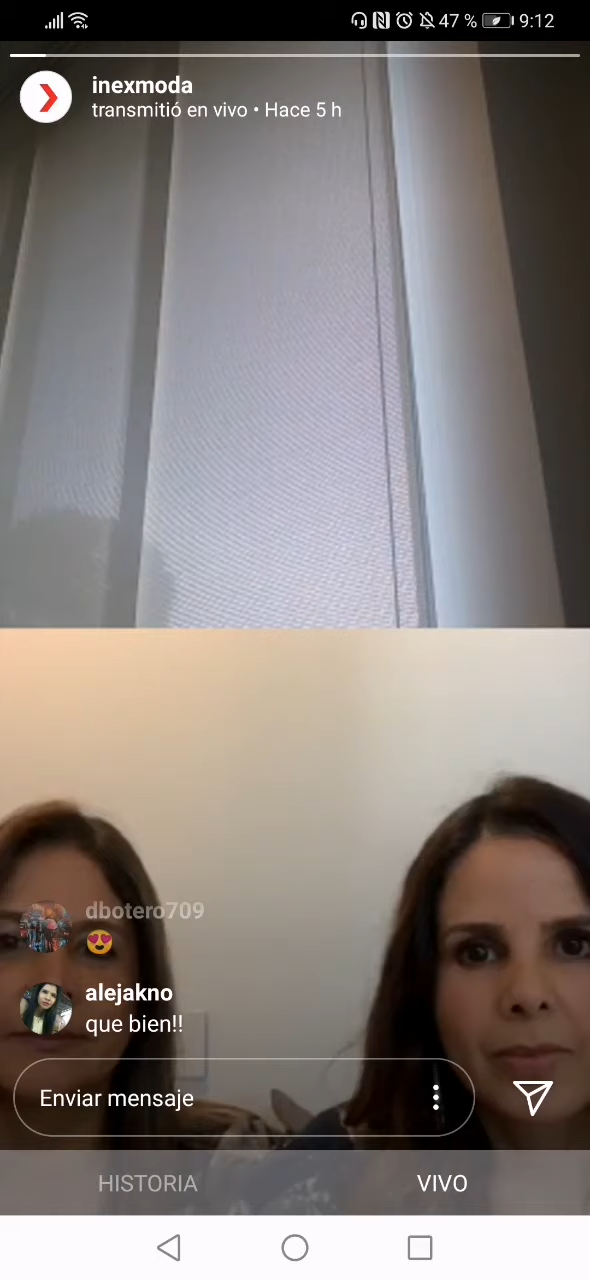 47 % 9:12
inexmoda
transmitió en vivo • Hace 5 h
dbotero709
😍
alejakno
que bien!!
Enviar mensaje
HISTORIA VIVO